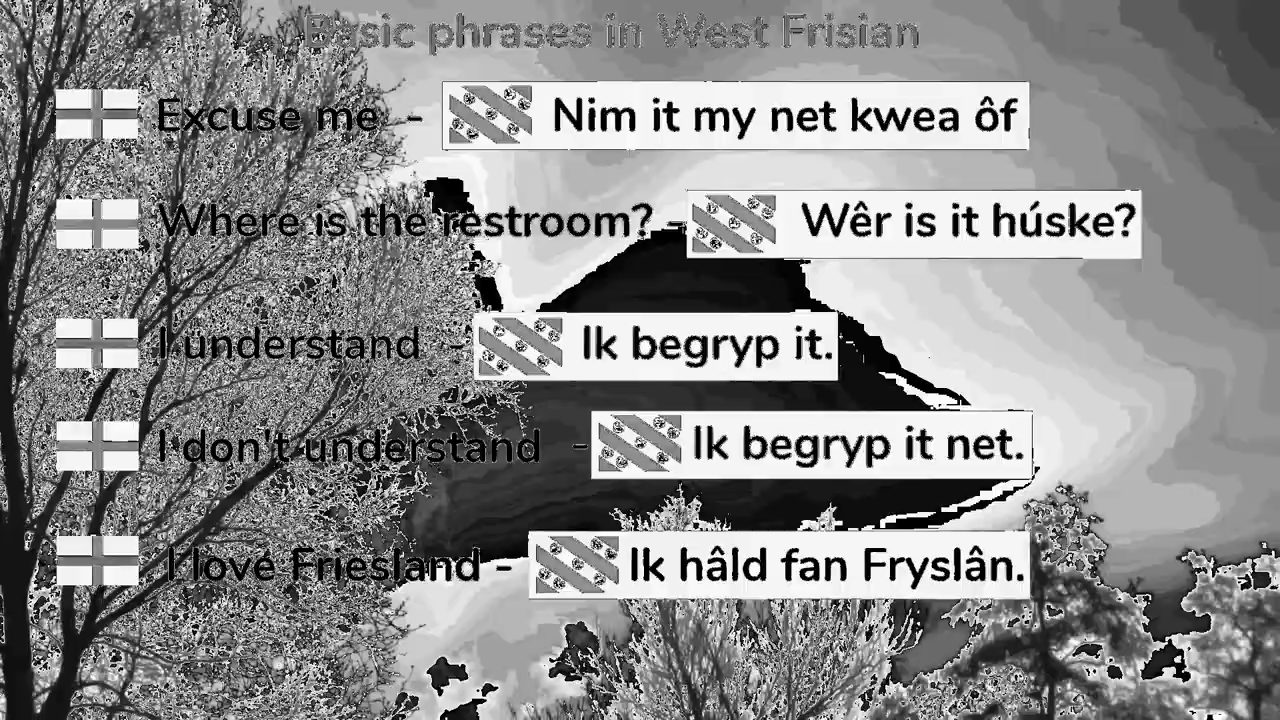 Basic phrases in West Frisian
Excuse me - Nim it my net kwea ôf
Where is the restroom? - Wêr is it húske?
I understand - Ik begryp it.
I don't understand - Ik begryp it net.
I love Friesland - Ik hâld fan Fryslân.